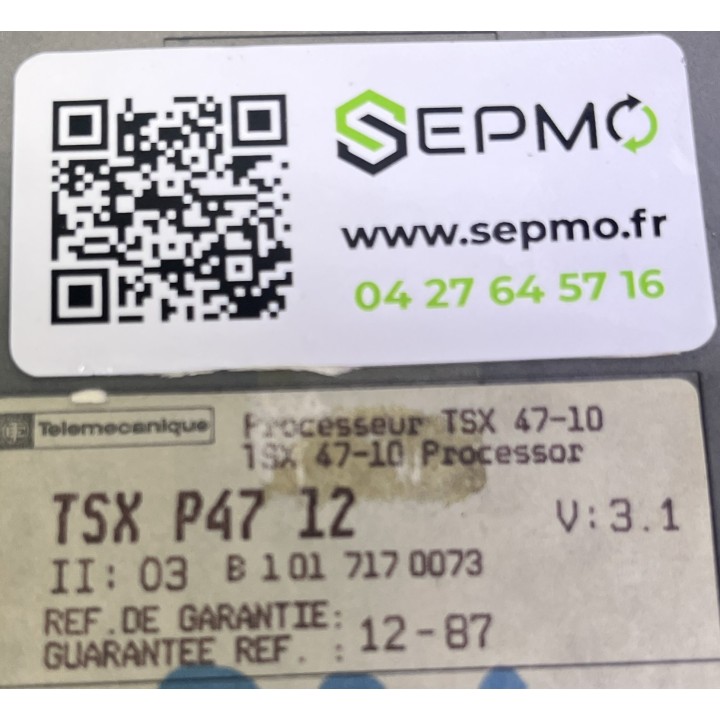 SEPMO
www.sepmo.fr
04 27 64 57 16
Telemecanique
Processeur TSX 47-10
TSX 47-10 Processor
TSX P47 12 V: 3.1
II: 03 B 1 01 717 0073
REF.DE GARANTIE:
GUARANTEE REF. : 12-87